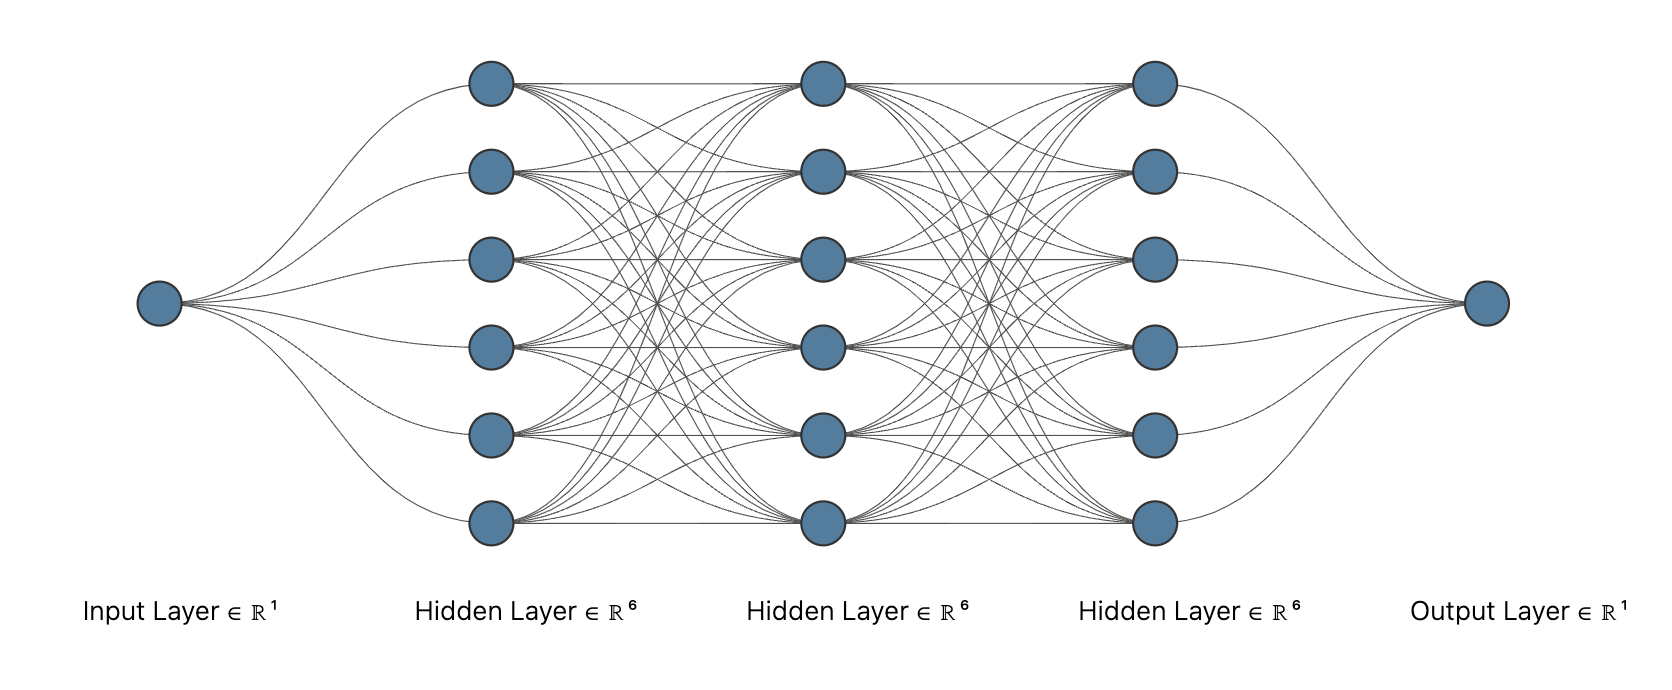 Input Layer ∈ ℝ¹
Hidden Layer ∈ ℝ⁶
Hidden Layer ∈ ℝ⁶
Hidden Layer ∈ ℝ⁶
Output Layer ∈ ℝ¹